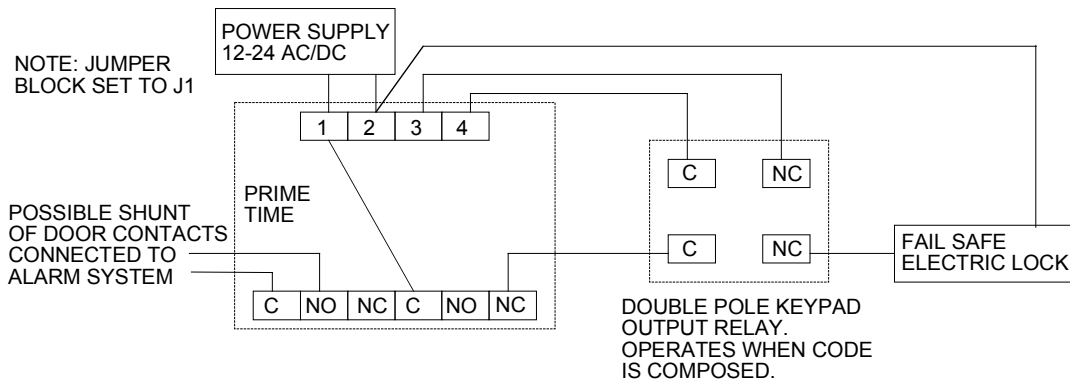 POWER SUPPLY
12-24 AC/DC
NOTE: JUMPER
BLOCK SET TO J1
1 2 3 4
PRIME
TIME
POSSIBLE SHUNT
OF DOOR CONTACTS
CONNECTED TO
ALARM SYSTEM
C NO NC C NO NC
C NC
C NC
DOUBLE POLE KEYPAD
OUTPUT RELAY.
OPERATES WHEN CODE
IS COMPOSED.
FAIL SAFE
ELECTRIC LOCK